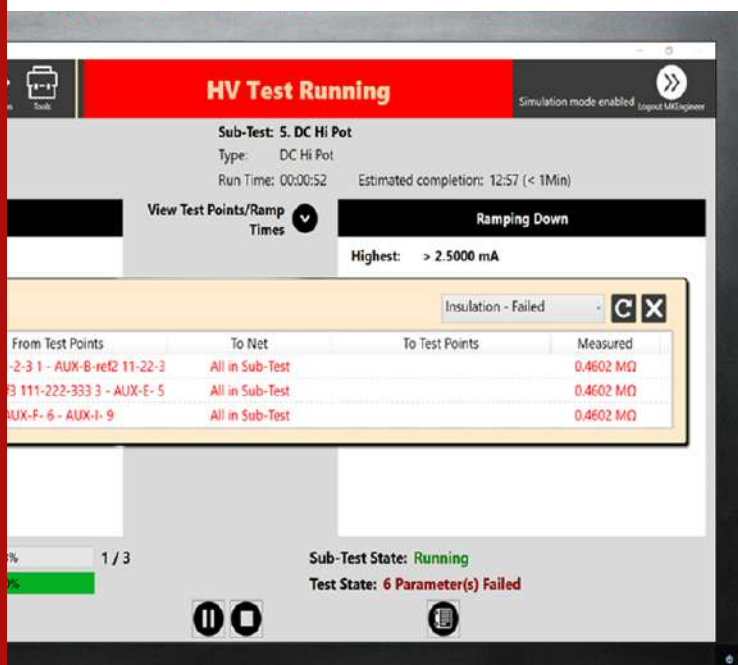 HV Test Running
Tools
Simulation mode enabled
Logout MKEngineer
Sub-Test: 5. DC Hi Pot
Type: DC Hi Pot
Run Time: 00:00:52 Estimated completion: 12:57 (< 1Min)
View Test Points/Ramp
Times
Ramping Down
Highest: > 2.5000 mA
Insulation - Failed
From Test Points To Net To Test Points Measured
-2-3 1 - AUX-B-ref2 11-22-3 All in Sub-Test 0.4602 MΩ
f3 111-222-333 3 - AUX-E- 5 All in Sub-Test 0.4602 MΩ
AUX-F- 6 - AUX-I- 9 All in Sub-Test 0.4602 MΩ
1 / 3
Sub-Test State: Running
Test State: 6 Parameter(s) Failed